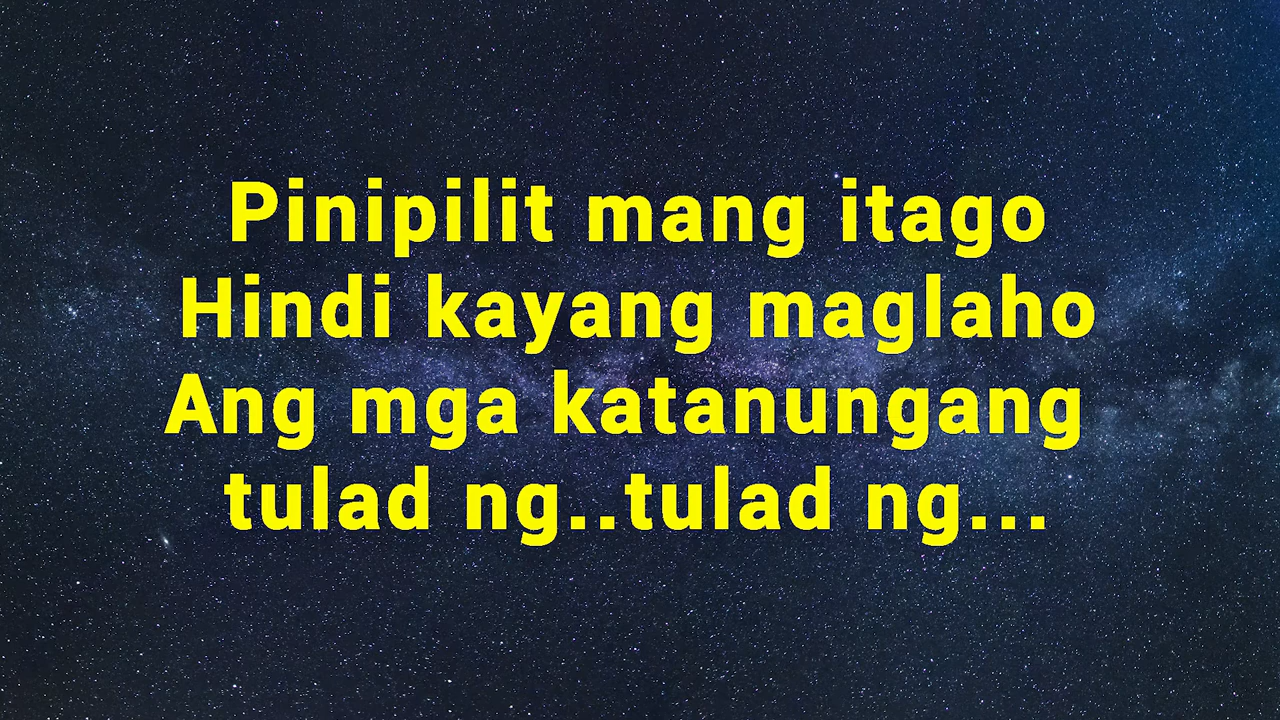 Pinipilit mang itago
Hindi kayang maglaho
Ang mga katanungang
tulad ng..tulad ng...